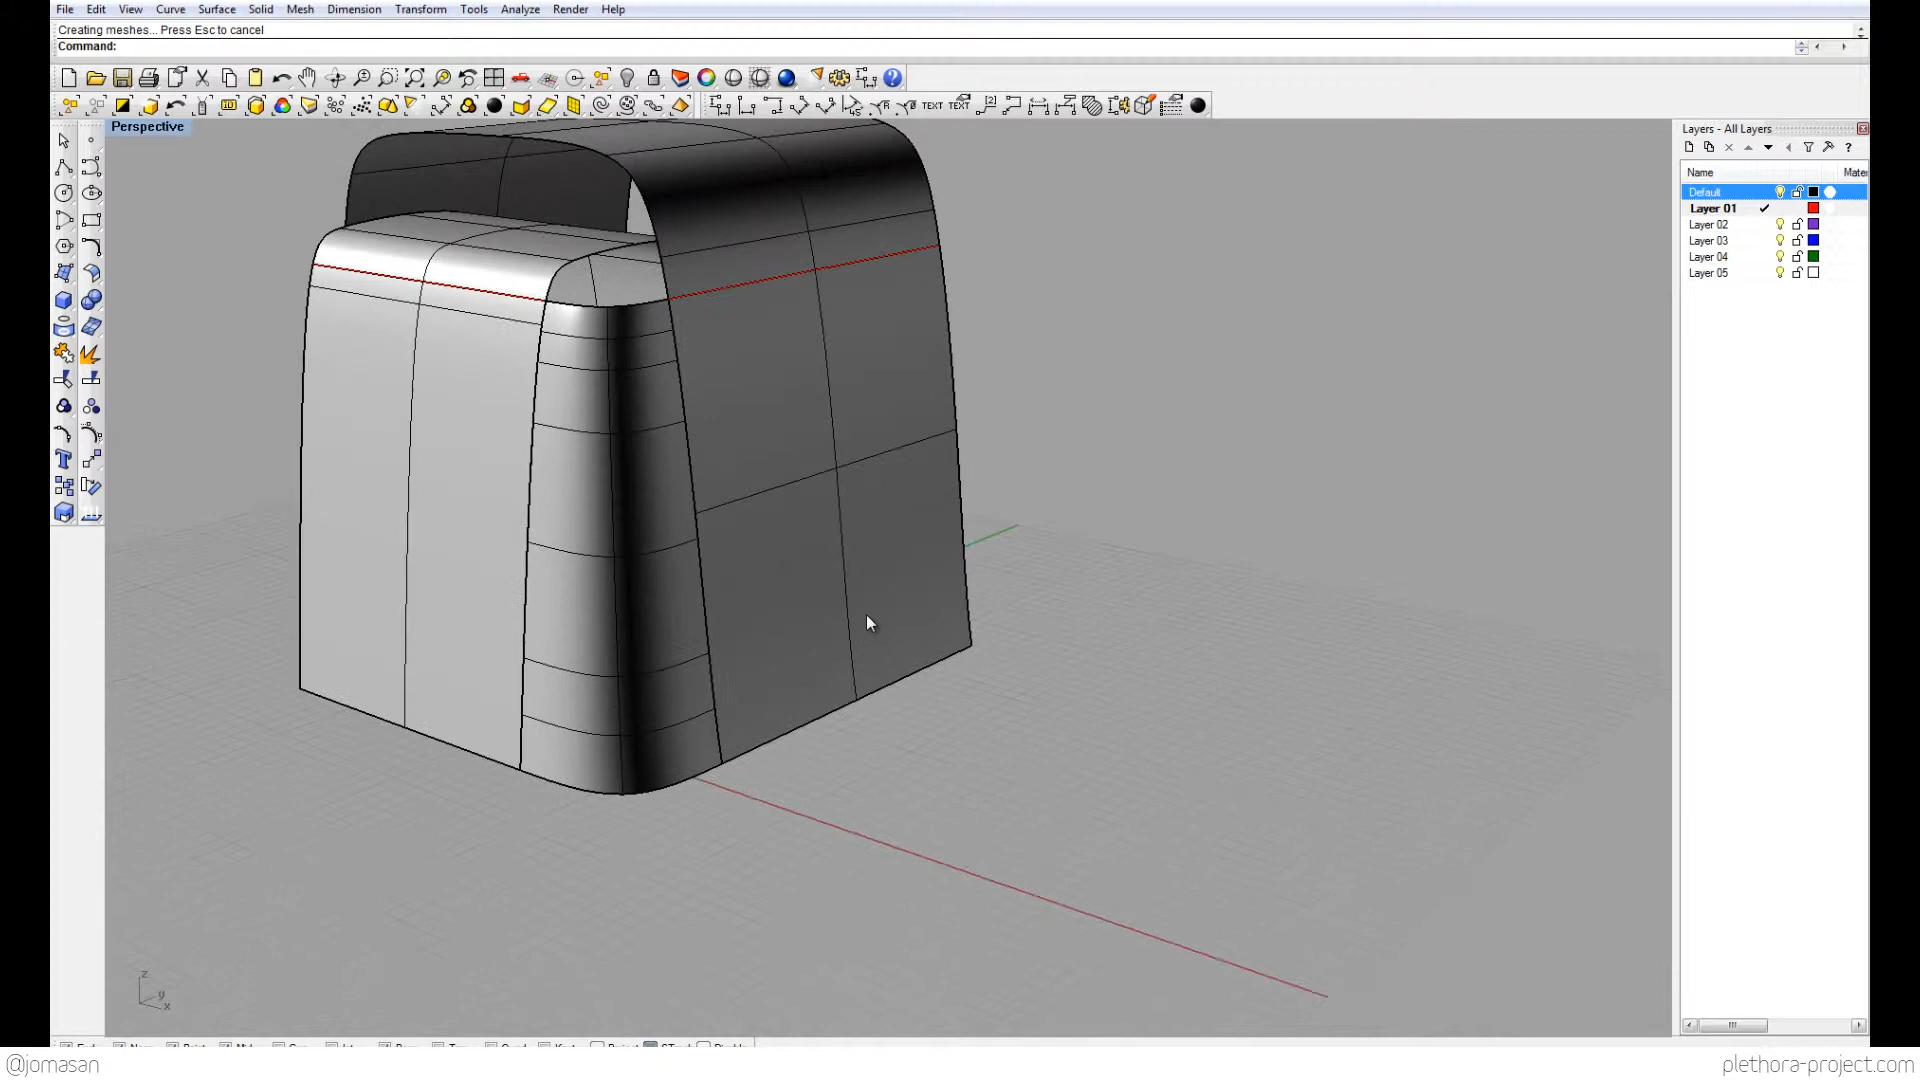 File Edit View Curve Surface Solid Mesh Dimension Transform Tools Analyze Render Help
Creating meshes... Press Esc to cancel
Command:
TEXT TEXT
Perspective
Layers - All Layers
Name Mater
Default
Layer 01
Layer 02
Layer 03
Layer 04
Layer 05
z
y
x
@jomasan
plethora-project.com